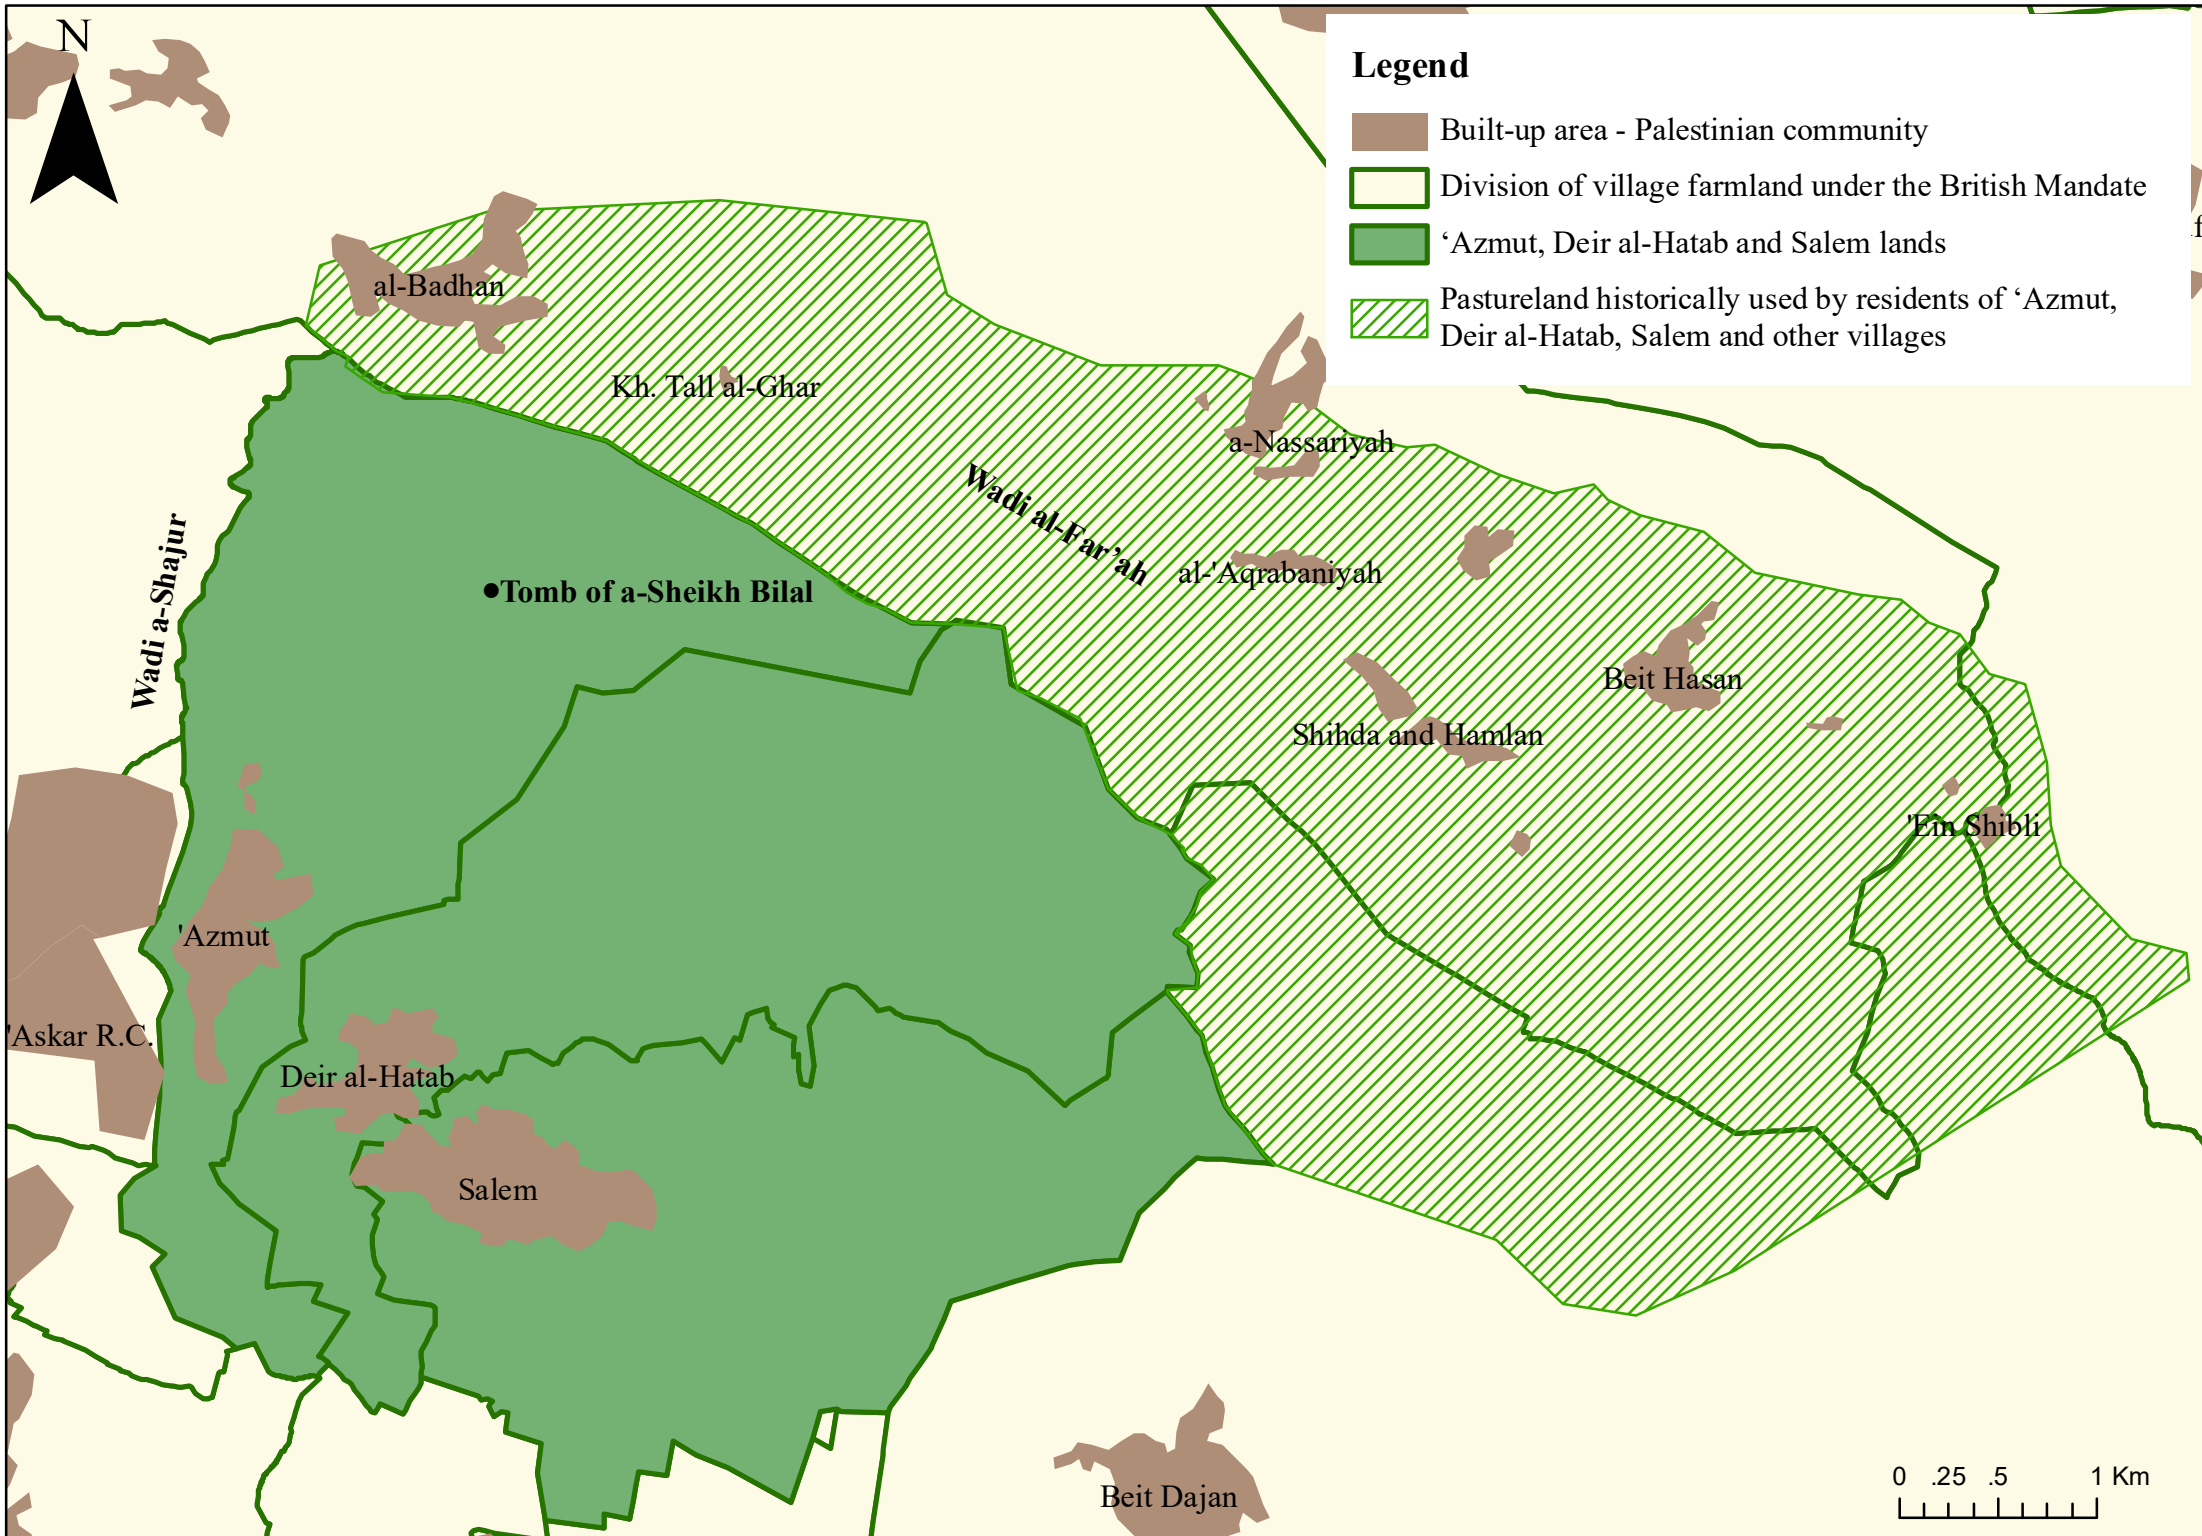 N
Legend
Built-up area - Palestinian community
Division of village farmland under the British Mandate
‘Azmut, Deir al-Hatab and Salem lands
Pastureland historically used by residents of ‘Azmut,
Deir al-Hatab, Salem and other villages
al-Badhan
Kh. Tall al-Ghar
a-Nassariyah
Wadi al-Far’ah
al-'Aqrabaniyah
Wadi a-Shajur
Tomb of a-Sheikh Bilal
Beit Hasan
Shihda and Hamlan
'Ein Shibli
'Azmut
'Askar R.C.
Deir al-Hatab
Salem
Beit Dajan
0 .25 .5 1 Km